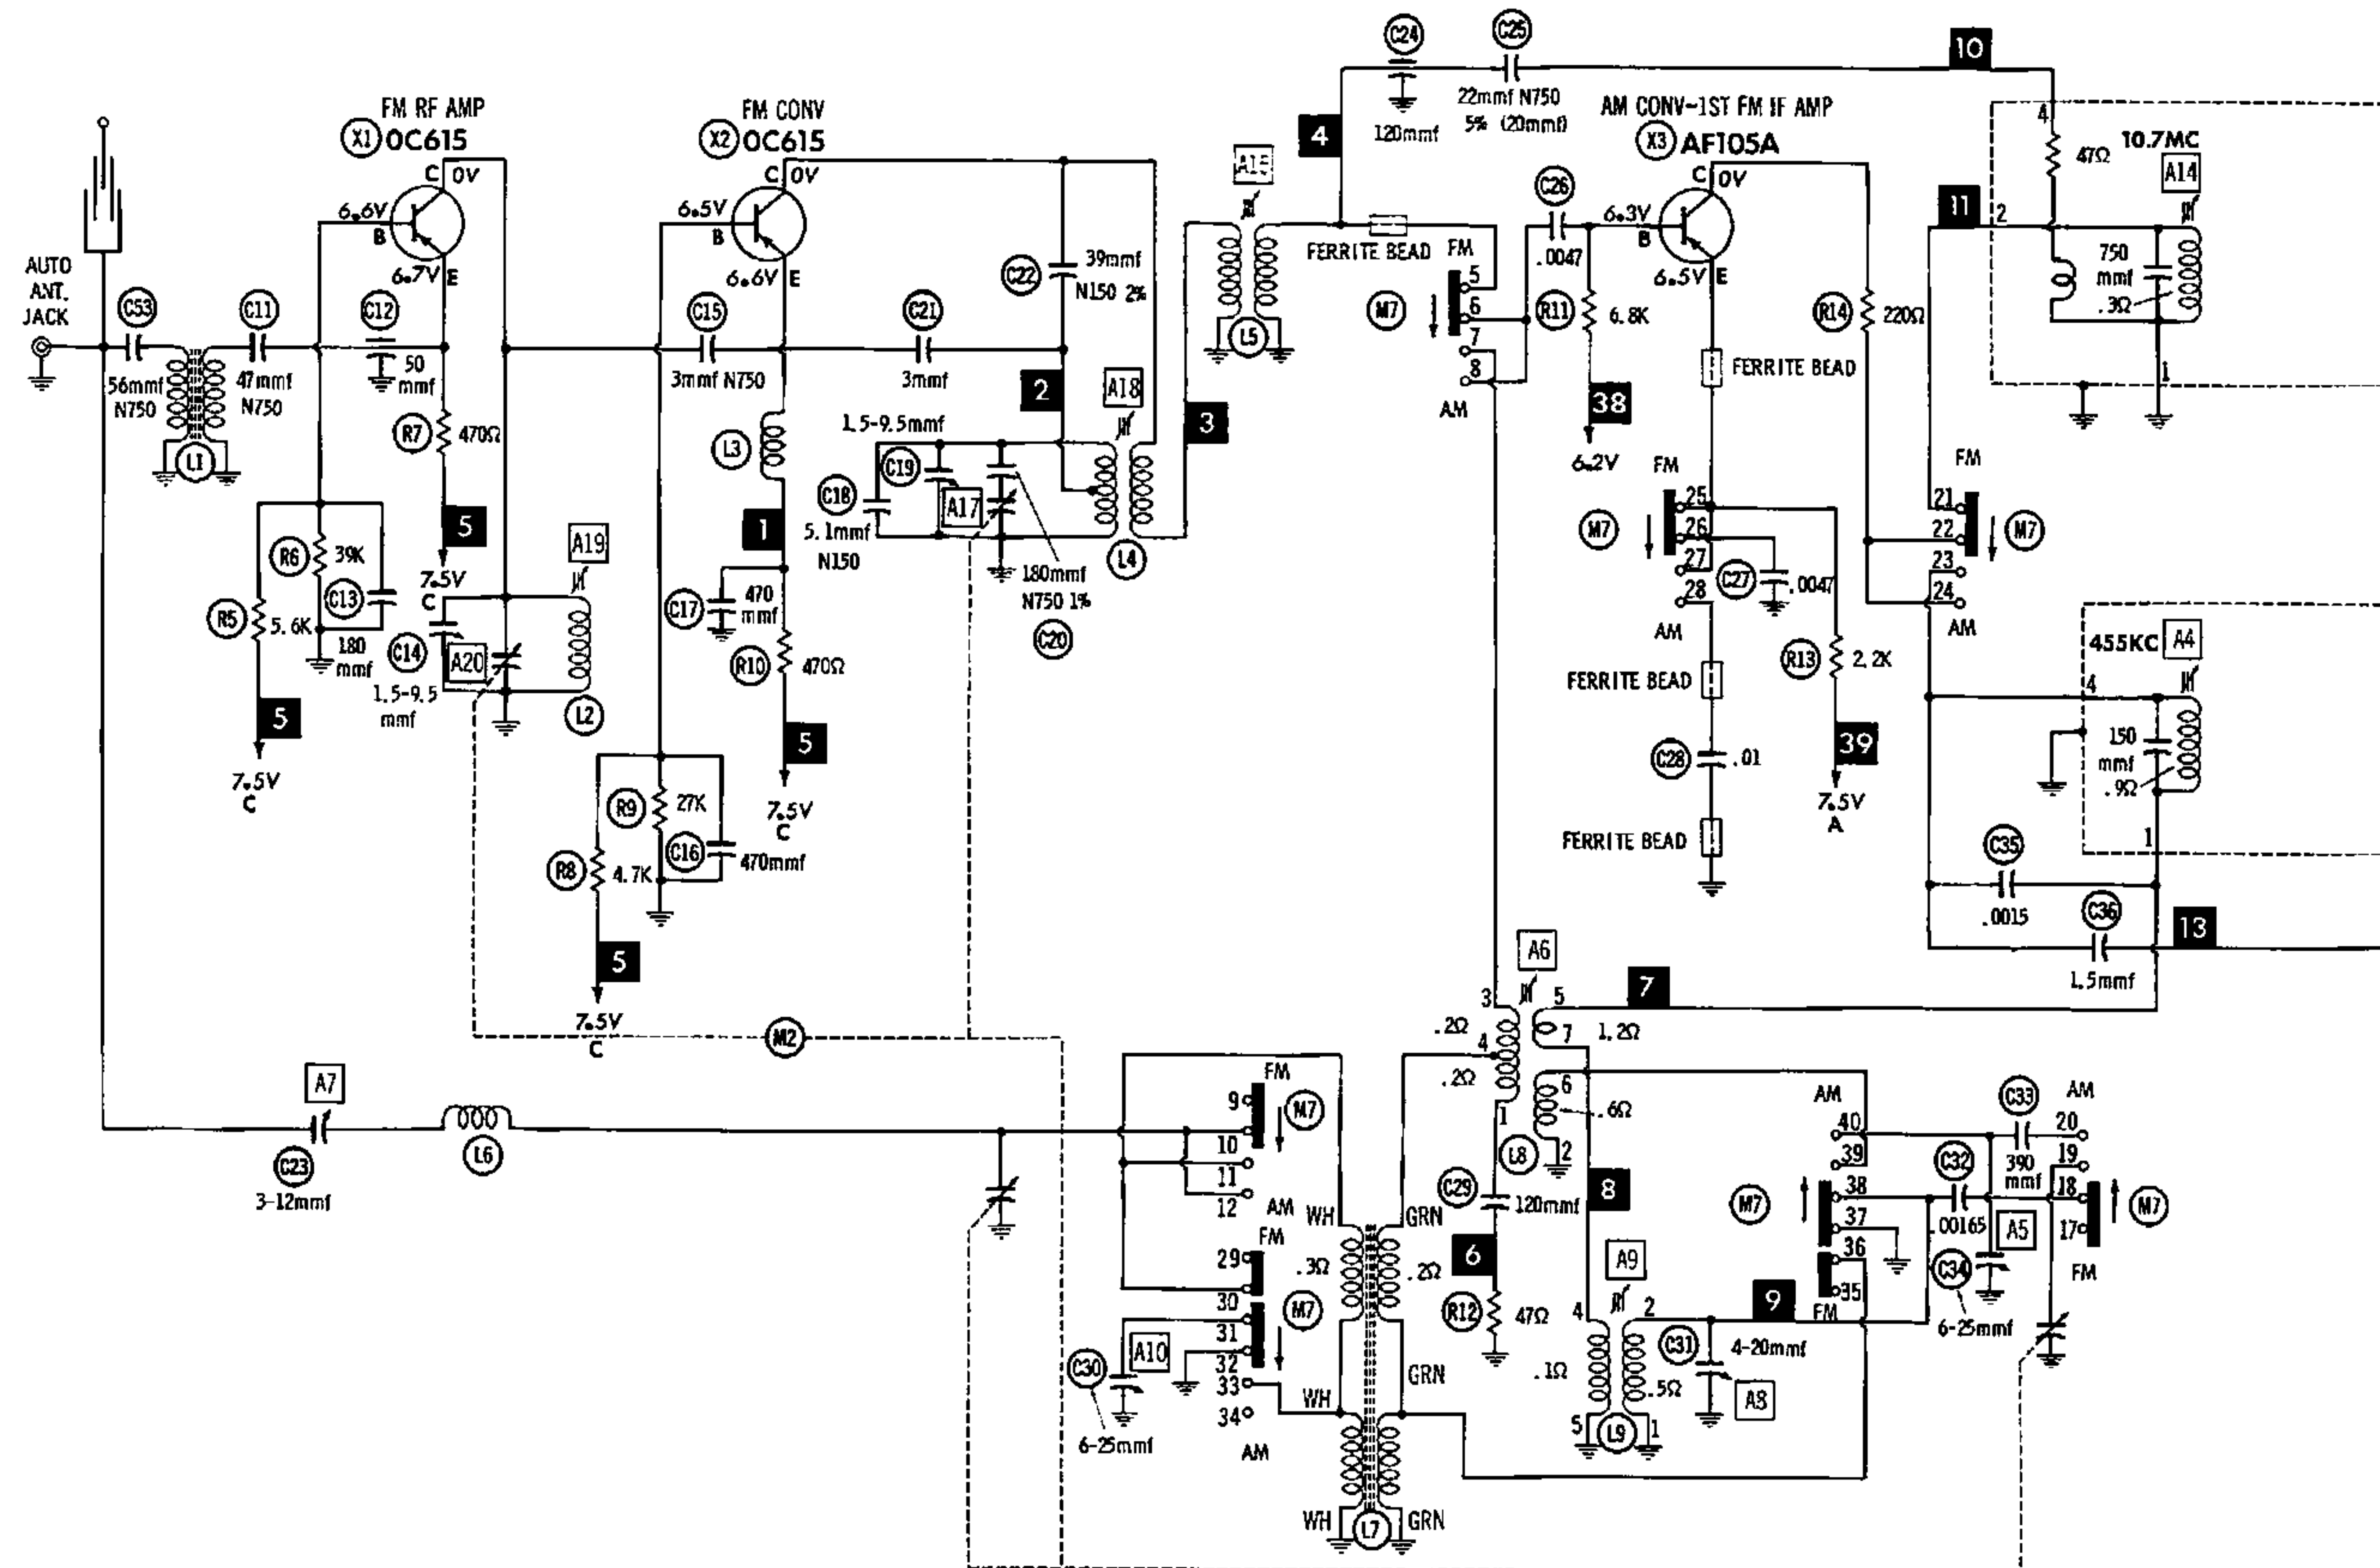 C24
C25
10
22mmf N750
5% (20mmf)
120mmf
4
FM RF AMP
X1 OC615
FM CONV
X2 OC615
AM CONV-1ST FM IF AMP
X3 AF105A
4
47Ω
10.7MC
A14
C 0V
C 0V
C 0V
A15
C26
6.6V
B
6.7V E
6.5V
B
6.6V E
6.3V
B
6.5V E
.0047
11
2
FERRITE BEAD
FM
5
6
7
8
AM
M7
AUTO
ANT.
JACK
C53
56mmf
N750
C11
47mmf
N750
C12
50
mmf
C15
3mmf N750
C21
3mmf
C22
39mmf
N150 2%
L5
R11
6.8K
FERRITE BEAD
R14
220Ω
750
mmf
.3Ω
1
L1
R7
470Ω
L3
2
A18
3
1.5-9.5mmf
38
6.2V
FM
25
26
27
28
AM
M7
FM
21
22
23
24
AM
M7
C18
5.1mmf
N150
C19
A17
L4
180mmf
N750 1%
C20
5
7.5V
C
R6
39K
C13
180
mmf
R5
5.6K
5
7.5V
C
A19
C14
1.5-9.5
mmf
A20
L2
1
C17
470
mmf
R10
470Ω
5
7.5V
C
C27
.0047
R13
2.2K
FERRITE BEAD
C28
.01
FERRITE BEAD
39
7.5V
A
455KC
A4
4
150
mmf
.9Ω
1
R9
27K
C16
470mmf
R8
4.7K
5
7.5V
C
M2
C35
.0015
C36
1.5mmf
13
A6
7
3
.2Ω
4
.2Ω
1
5
7
1.2Ω
6
.6Ω
2
L8
A7
C23
3-12mmf
L6
FM
9
10
11
12
AM
M7
FM
29
30
31
32
33
34
AM
M7
C30
A10
6-25mmf
WH
.3Ω
WH
WH
GRN
.2Ω
GRN
GRN
L7
C29
120mmf
6
R12
47Ω
8
A9
4
2
.1Ω
.5Ω
5
1
L9
C31
4-20mmf
A8
9
AM
40
39
38
37
36
35
FM
M7
C32
.00165
C33
390
mmf
C34
6-25mmf
A5
AM
20
19
18
17
FM
M7